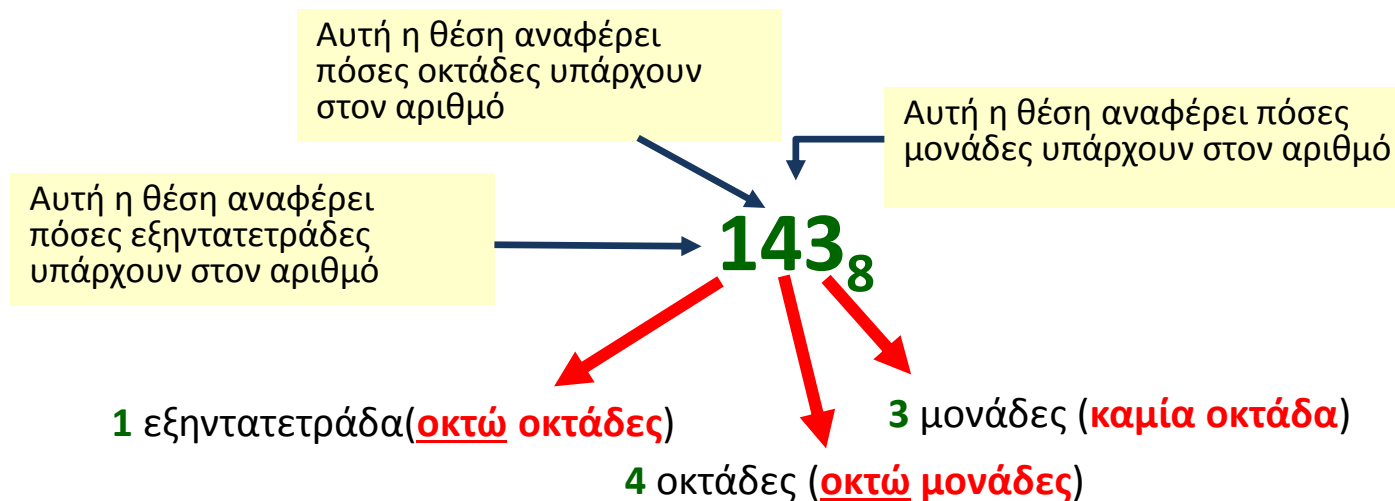 Αυτή η θέση αναφέρει
πόσες οκτάδες υπάρχουν
στον αριθμό
Αυτή η θέση αναφέρει πόσες
μονάδες υπάρχουν στον αριθμό
Αυτή η θέση αναφέρει
πόσες εξηντατετράδες
υπάρχουν στον αριθμό
143₈
1 εξηντατετράδα(οκτώ οκτάδες)
3 μονάδες (καμία οκτάδα)
4 οκτάδες (οκτώ μονάδες)